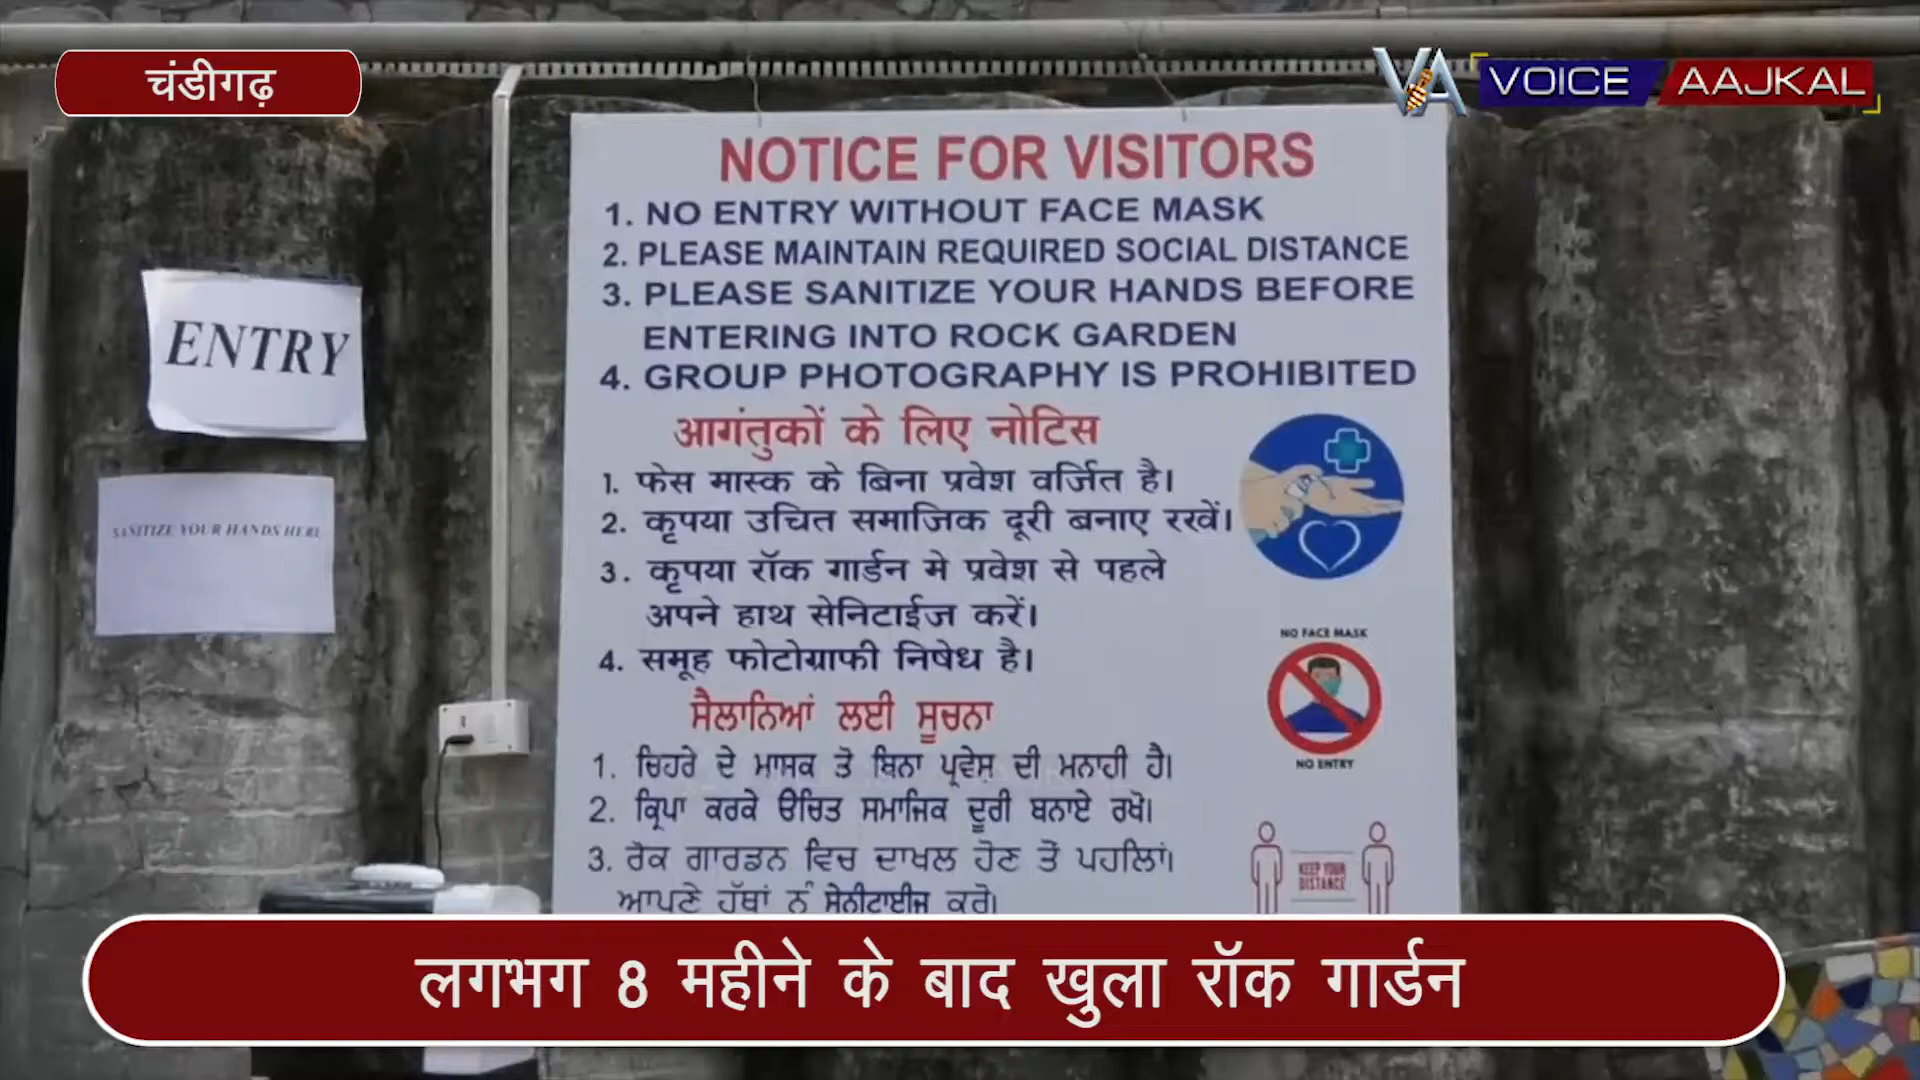 चंडीगढ़
VA VOICE AAJKAL
NOTICE FOR VISITORS
1. NO ENTRY WITHOUT FACE MASK
2. PLEASE MAINTAIN REQUIRED SOCIAL DISTANCE
3. PLEASE SANITIZE YOUR HANDS BEFORE
ENTERING INTO ROCK GARDEN
4. GROUP PHOTOGRAPHY IS PROHIBITED
ENTRY
SANITIZE YOUR HANDS HERE
आगंतुकों के लिए नोटिस
1. फेस मास्क के बिना प्रवेश वर्जित है।
2. कृपया उचित समाजिक दूरी बनाए रखें।
3. कृपया रॉक गार्डन मे प्रवेश से पहले
अपने हाथ सेनिटाईज करें।
4. समूह फोटोग्राफी निषेध है।
NO FACE MASK
NO ENTRY
ਸੈਲਾਨਿਆਂ ਲਈ ਸੂਚਨਾ
1. ਚਿਹਰੇ ਦੇ ਮਾਸਕ ਤੋ ਬਿਨਾ ਪ੍ਰਵੇਸ਼ ਦੀ ਮਨਾਹੀ ਹੈ।
2. ਕ੍ਰਿਪਾ ਕਰਕੇ ਉਚਿਤ ਸਮਾਜਿਕ ਦੂਰੀ ਬਨਾਏ ਰਖੋ।
3. ਰੋਕ ਗਾਰਡਨ ਵਿਚ ਦਾਖਲ ਹੋਣ ਤੋਂ ਪਹਲਿਾਂ।
ਆਪਣੇ ਹੱਥਾਂ ਨੂੰ ਸੇਨੀਟਾਈਜ਼ ਕਰੋ।
KEEP YOUR
DISTANCE
लगभग 8 महीने के बाद खुला रॉक गार्डन